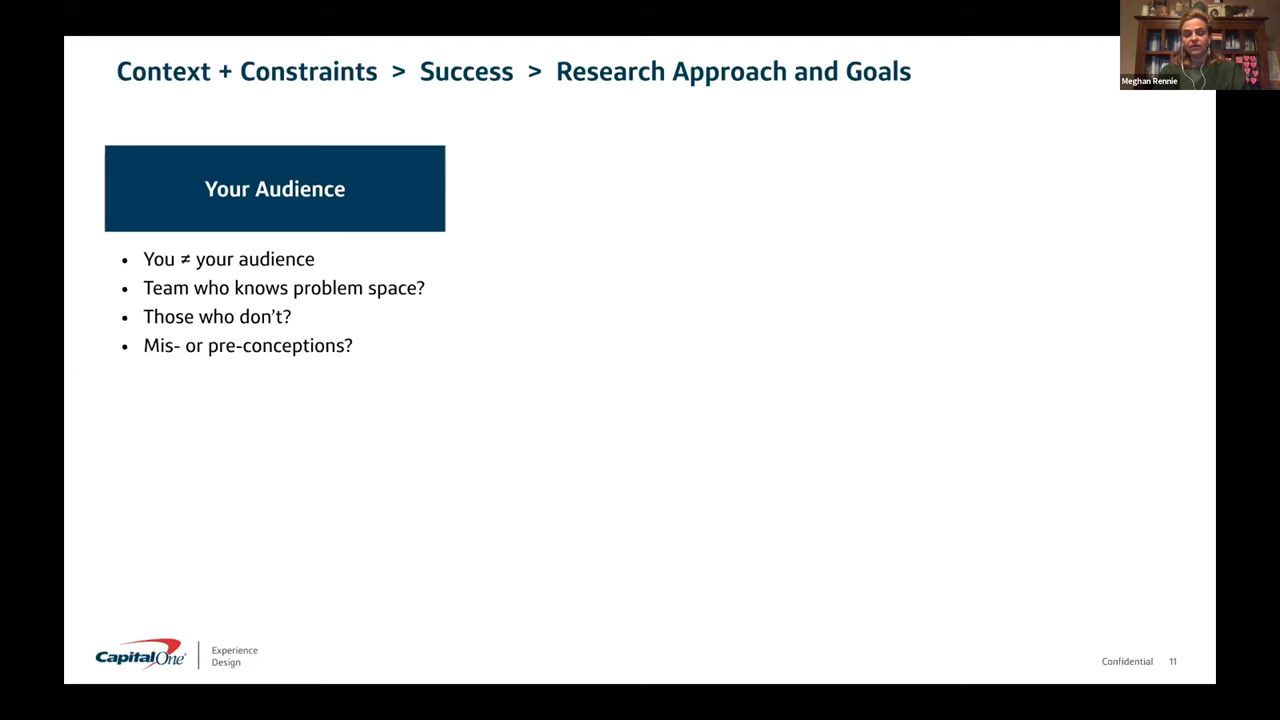 Context + Constraints > Success > Research Approach and Goals
Meghan Rennie
Your Audience
• You ≠ your audience
• Team who knows problem space?
• Those who don’t?
• Mis- or pre-conceptions?
Capital One
Experience
Design
Confidential 11